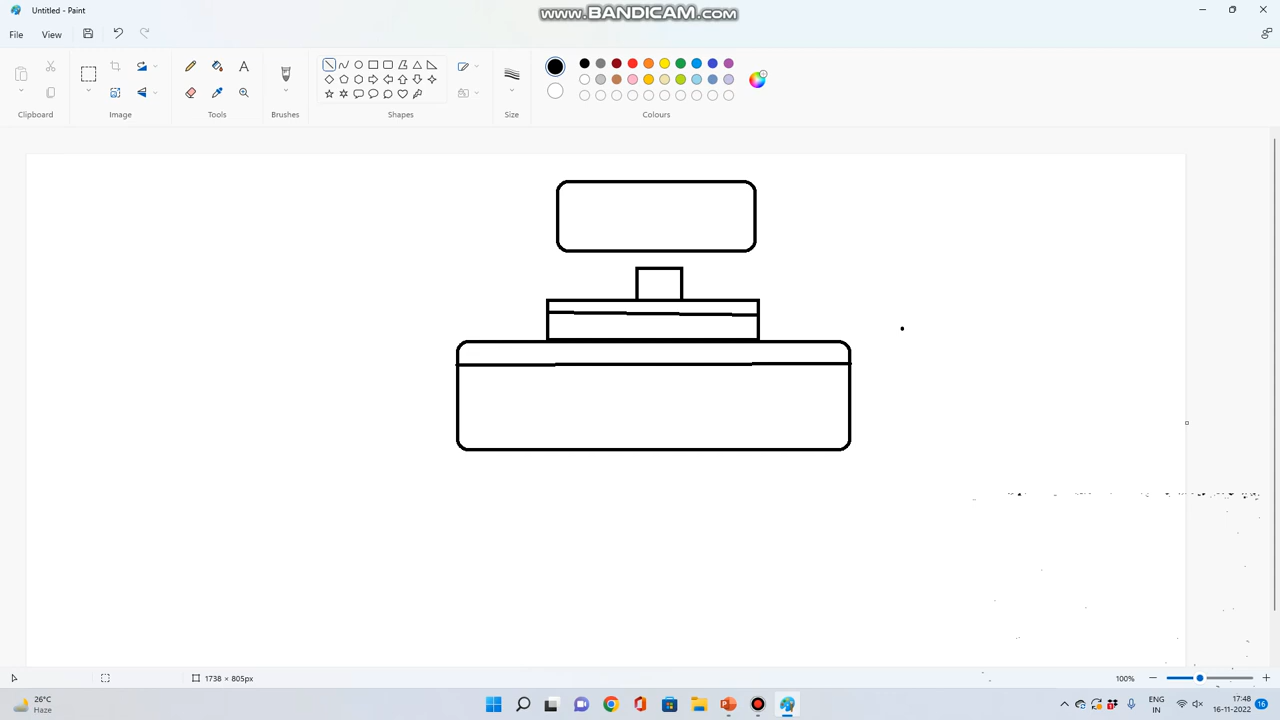 www.BANDICAM.com
Untitled - Paint
File
View
Clipboard
Image
Tools
Brushes
Shapes
Size
Colours
1738 × 805px
100%
26°C
Haze
ENG
IN
17:48
16-11-2022
16